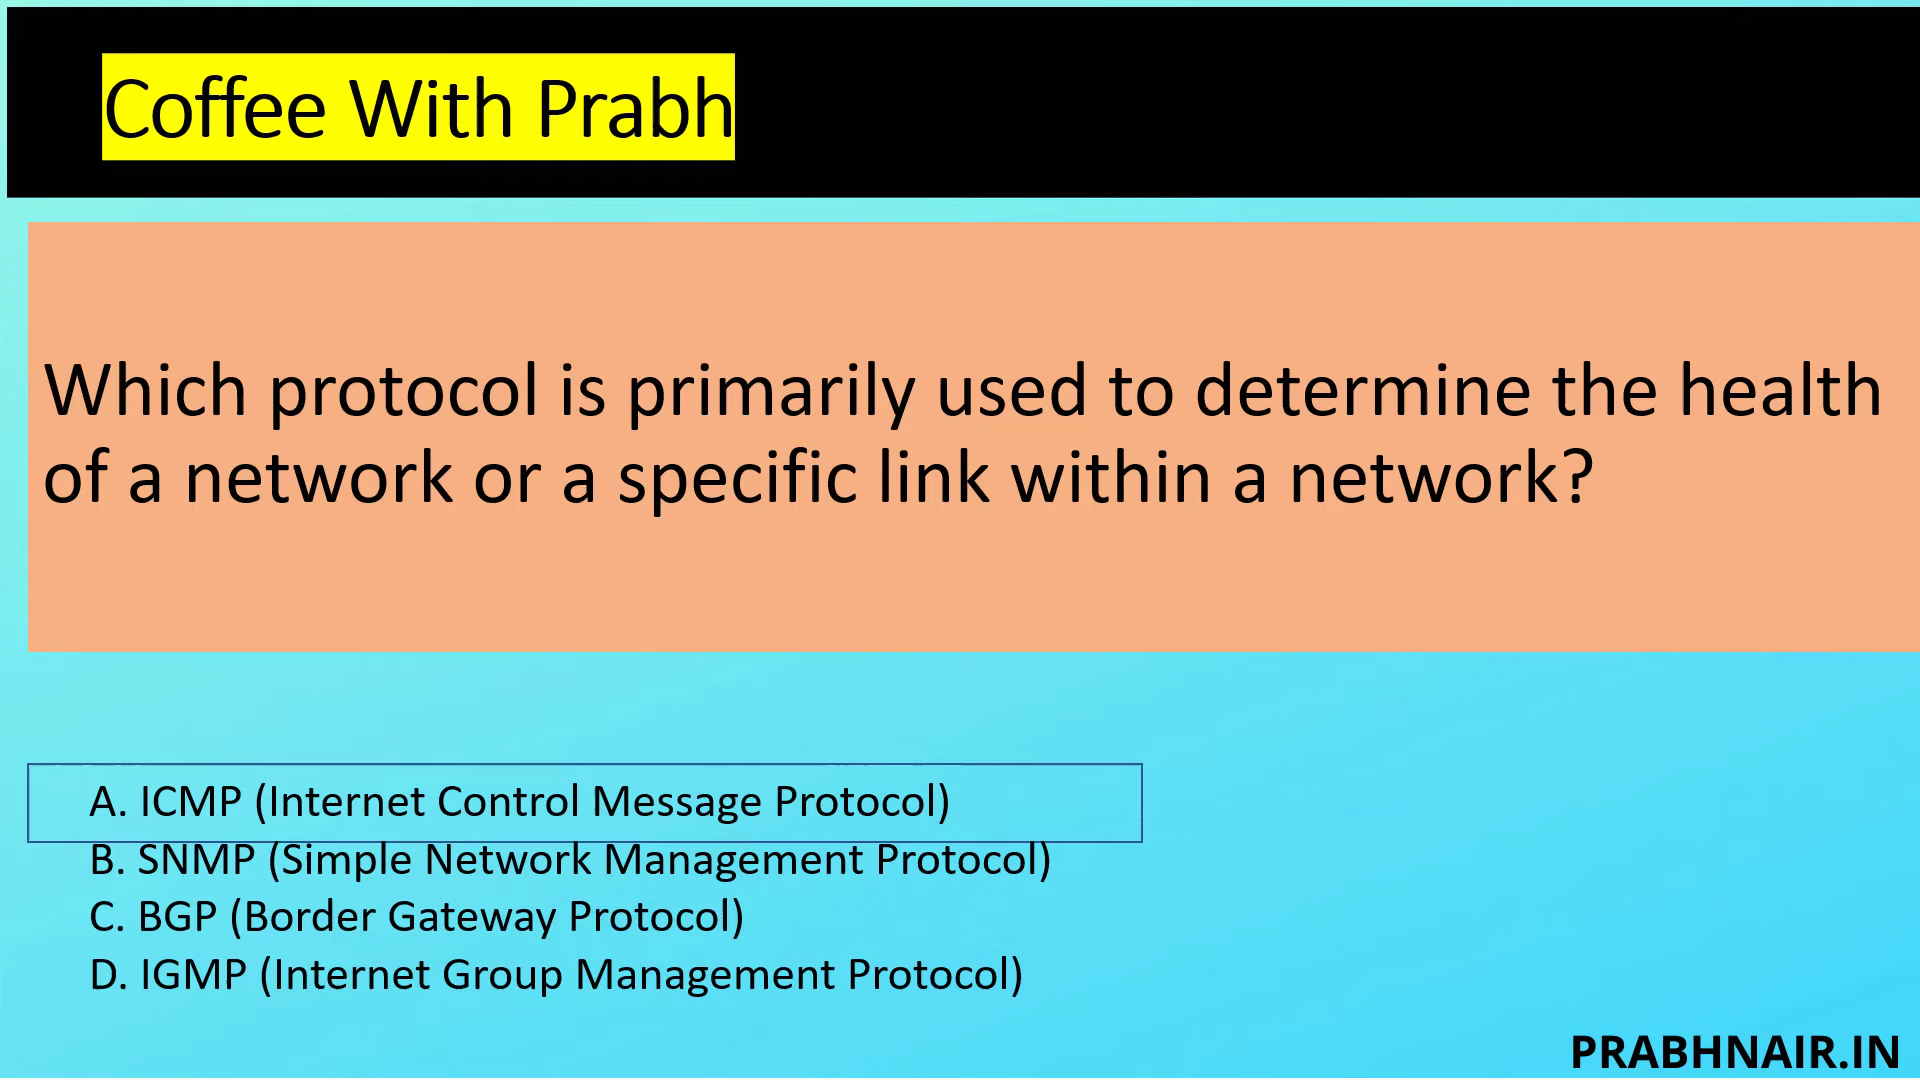 Coffee With Prabh
Which protocol is primarily used to determine the health
of a network or a specific link within a network?
A. ICMP (Internet Control Message Protocol)
B. SNMP (Simple Network Management Protocol)
C. BGP (Border Gateway Protocol)
D. IGMP (Internet Group Management Protocol)
PRABHNAIR.IN